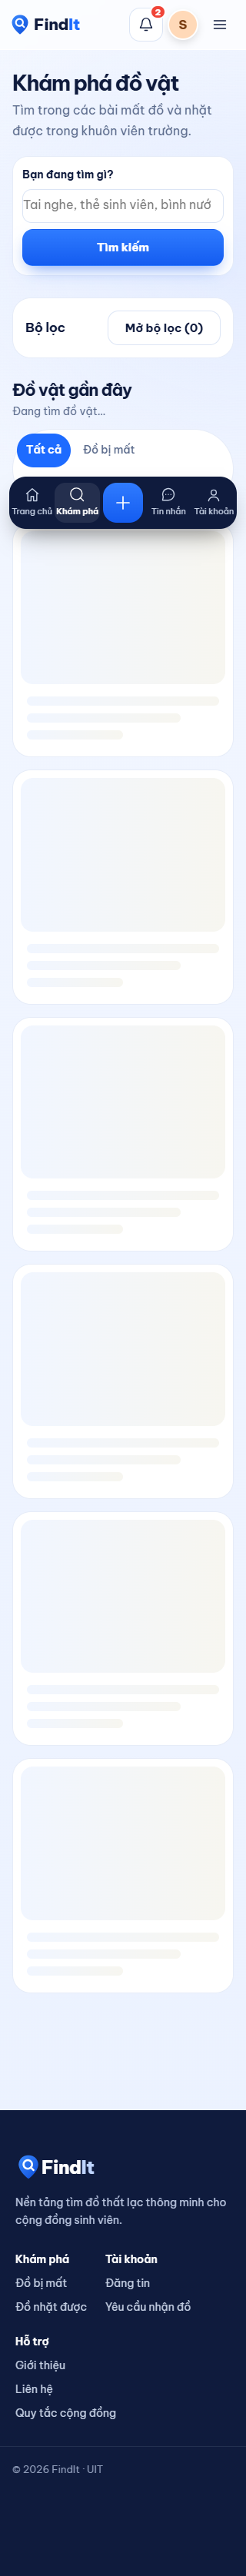 FindIt
2
S
Khám phá đồ vật
Tìm trong các bài mất đồ và nhặt
được trong khuôn viên trường.
Bạn đang tìm gì?
Tai nghe, thẻ sinh viên, bình nướ
Tìm kiếm
Bộ lọc
Mở bộ lọc (0)
Đồ vật gần đây
Đang tìm đồ vật...
Tất cả
Đồ bị mất
Trang chủ
Khám phá
Tin nhắn
Tài khoản
FindIt
Nền tảng tìm đồ thất lạc thông minh cho
cộng đồng sinh viên.
Khám phá
Tài khoản
Đồ bị mất
Đăng tin
Đồ nhặt được
Yêu cầu nhận đồ
Hỗ trợ
Giới thiệu
Liên hệ
Quy tắc cộng đồng
© 2026 FindIt · UIT